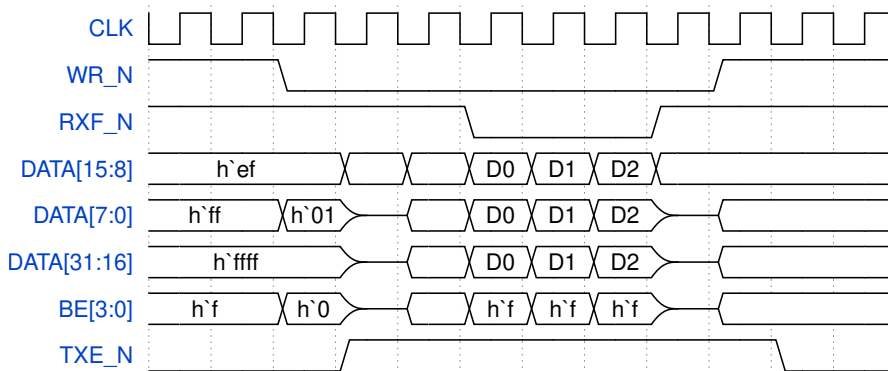 CLK
WR_N
RXF_N
DATA[15:8] h`ef D0 D1 D2
DATA[7:0] h`ff h`01 D0 D1 D2
DATA[31:16] h`ffff D0 D1 D2
BE[3:0] h`f h`0 h`f h`f h`f
TXE_N